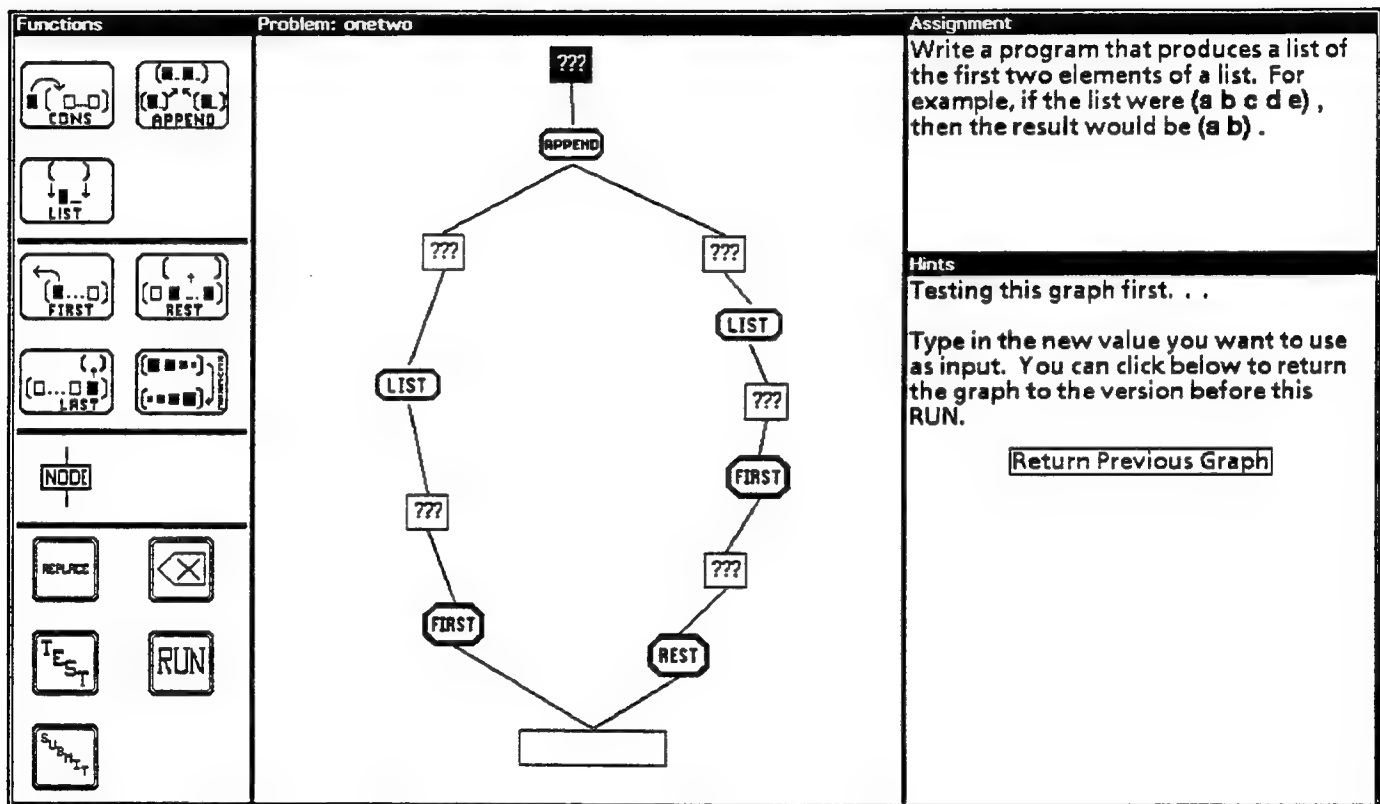 Functions
Problem: onetwo
Assignment
CONS
APPEND
LIST
FIRST
REST
LAST
NODE
REPLACE
TEST
RUN
SUBMIT
???
APPEND
???
???
LIST
LIST
???
???
FIRST
???
FIRST
REST
Write a program that produces a list of
the first two elements of a list. For
example, if the list were (a b c d e) ,
then the result would be (a b) .
Hints
Testing this graph first. . .
Type in the new value you want to use
as input. You can click below to return
the graph to the version before this
RUN.
Return Previous Graph